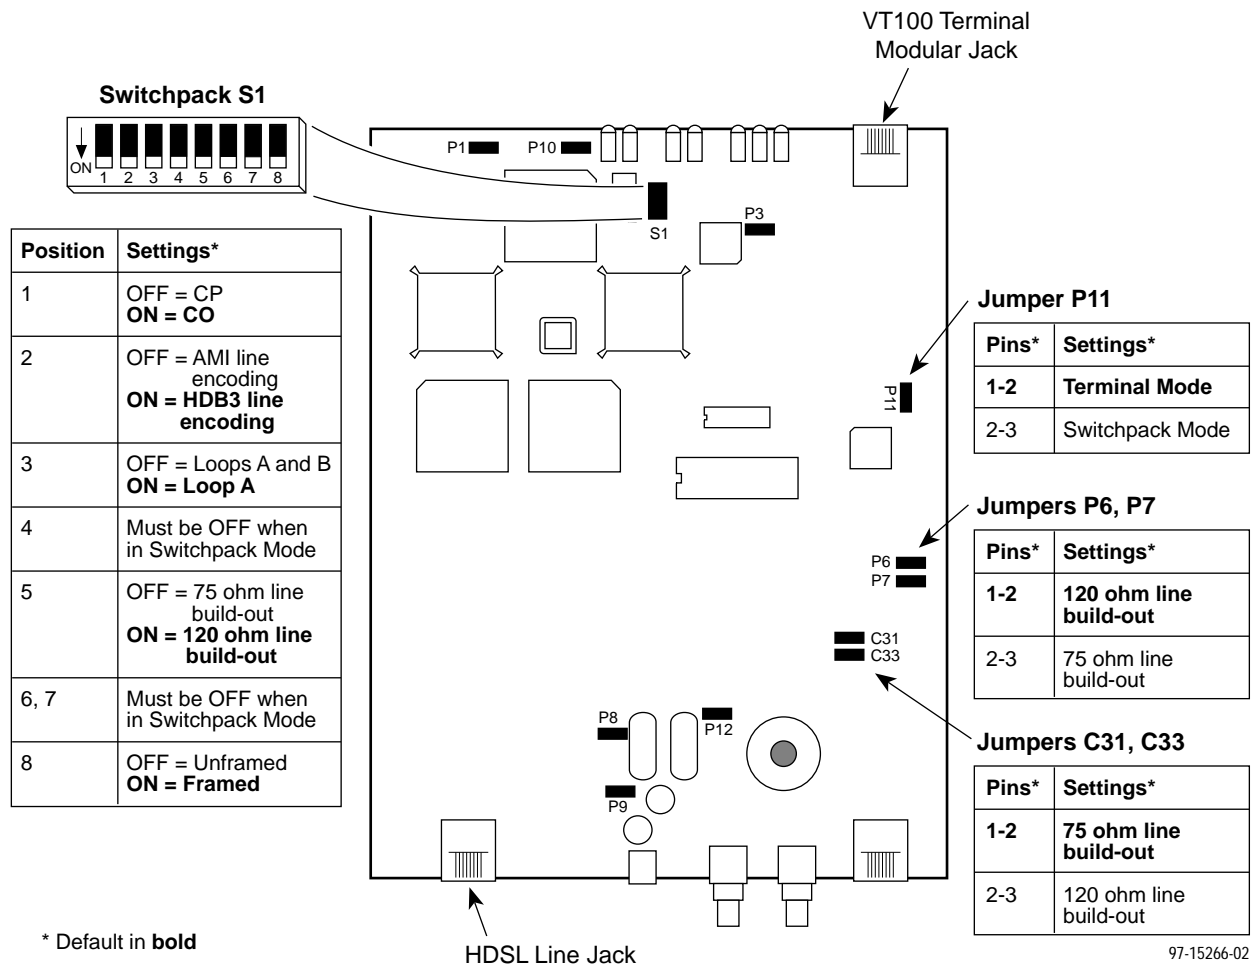 VT100 Terminal
Modular Jack
Switchpack S1
ON
1 2 3 4 5 6 7 8
P1
P10
S1
P3
Position Settings*
1 OFF = CP
ON = CO
2 OFF = AMI line
encoding
ON = HDB3 line
encoding
3 OFF = Loops A and B
ON = Loop A
4 Must be OFF when
in Switchpack Mode
5 OFF = 75 ohm line
build-out
ON = 120 ohm line
build-out
6, 7 Must be OFF when
in Switchpack Mode
8 OFF = Unframed
ON = Framed
Jumper P11
Pins* Settings*
1-2 Terminal Mode
2-3 Switchpack Mode
P11
Jumpers P6, P7
Pins* Settings*
1-2 120 ohm line
build-out
2-3 75 ohm line
build-out
P6
P7
C31
C33
Jumpers C31, C33
Pins* Settings*
1-2 75 ohm line
build-out
2-3 120 ohm line
build-out
P8
P12
P9
* Default in bold
HDSL Line Jack
97-15266-02